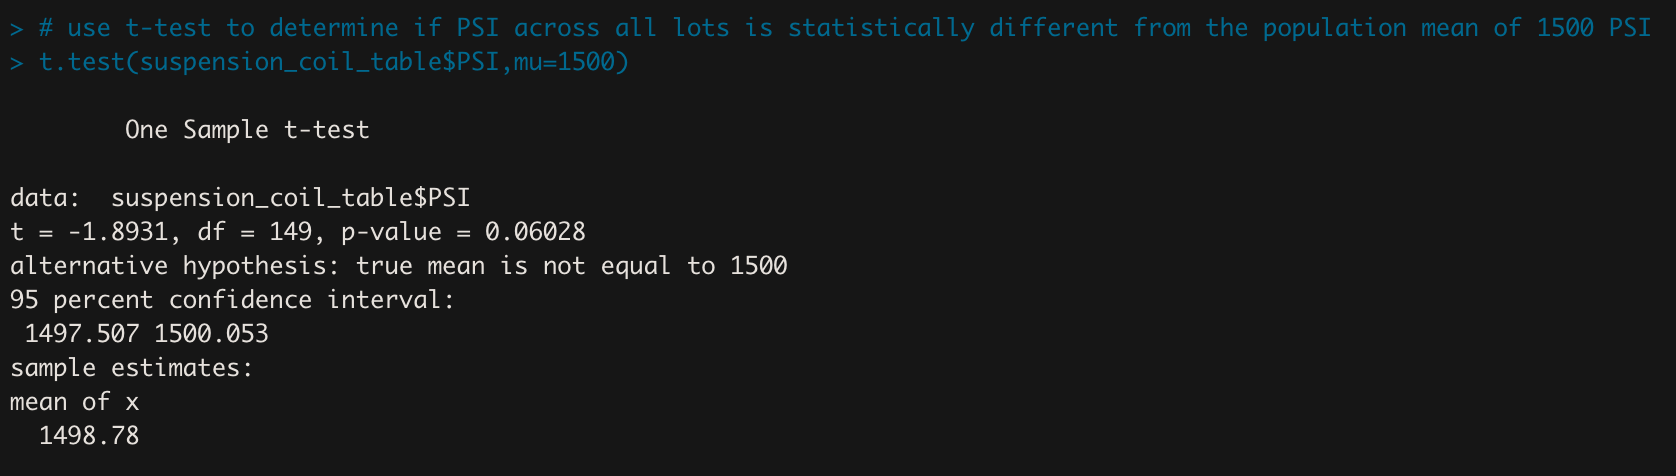 > # use t-test to determine if PSI across all lots is statistically different from the population mean of 1500 PSI
> t.test(suspension_coil_table$PSI,mu=1500)
One Sample t-test
data:  suspension_coil_table$PSI
t = -1.8931, df = 149, p-value = 0.06028
alternative hypothesis: true mean is not equal to 1500
95 percent confidence interval:
1497.507 1500.053
sample estimates:
mean of x
1498.78